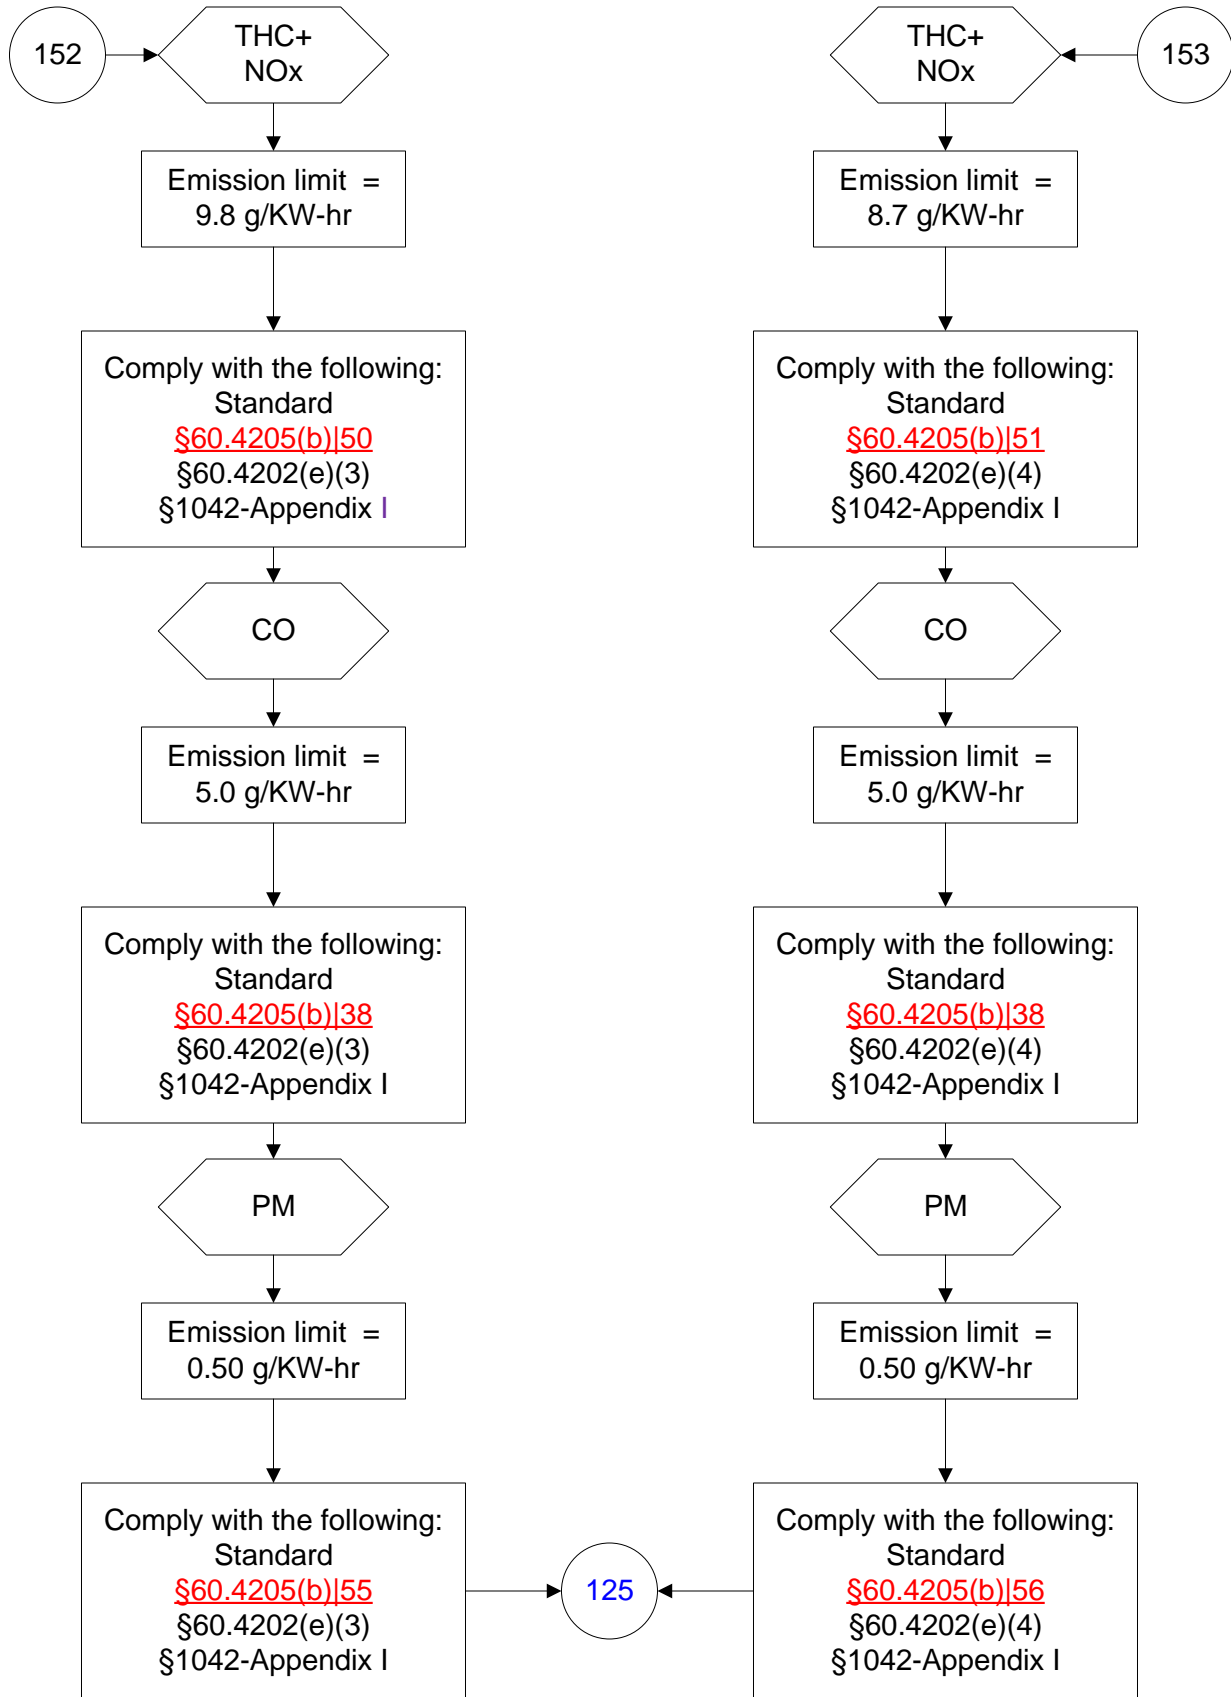 152
THC+
NOx
Emission limit =
9.8 g/KW-hr
Comply with the following:
Standard
§60.4205(b)|50
§60.4202(e)(3)
§1042-Appendix I
CO
Emission limit =
5.0 g/KW-hr
Comply with the following:
Standard
§60.4205(b)|38
§60.4202(e)(3)
§1042-Appendix I
PM
Emission limit =
0.50 g/KW-hr
Comply with the following:
Standard
§60.4205(b)|55
§60.4202(e)(3)
§1042-Appendix I
125
THC+
NOx
153
Emission limit =
8.7 g/KW-hr
Comply with the following:
Standard
§60.4205(b)|51
§60.4202(e)(4)
§1042-Appendix I
CO
Emission limit =
5.0 g/KW-hr
Comply with the following:
Standard
§60.4205(b)|38
§60.4202(e)(4)
§1042-Appendix I
PM
Emission limit =
0.50 g/KW-hr
Comply with the following:
Standard
§60.4205(b)|56
§60.4202(e)(4)
§1042-Appendix I